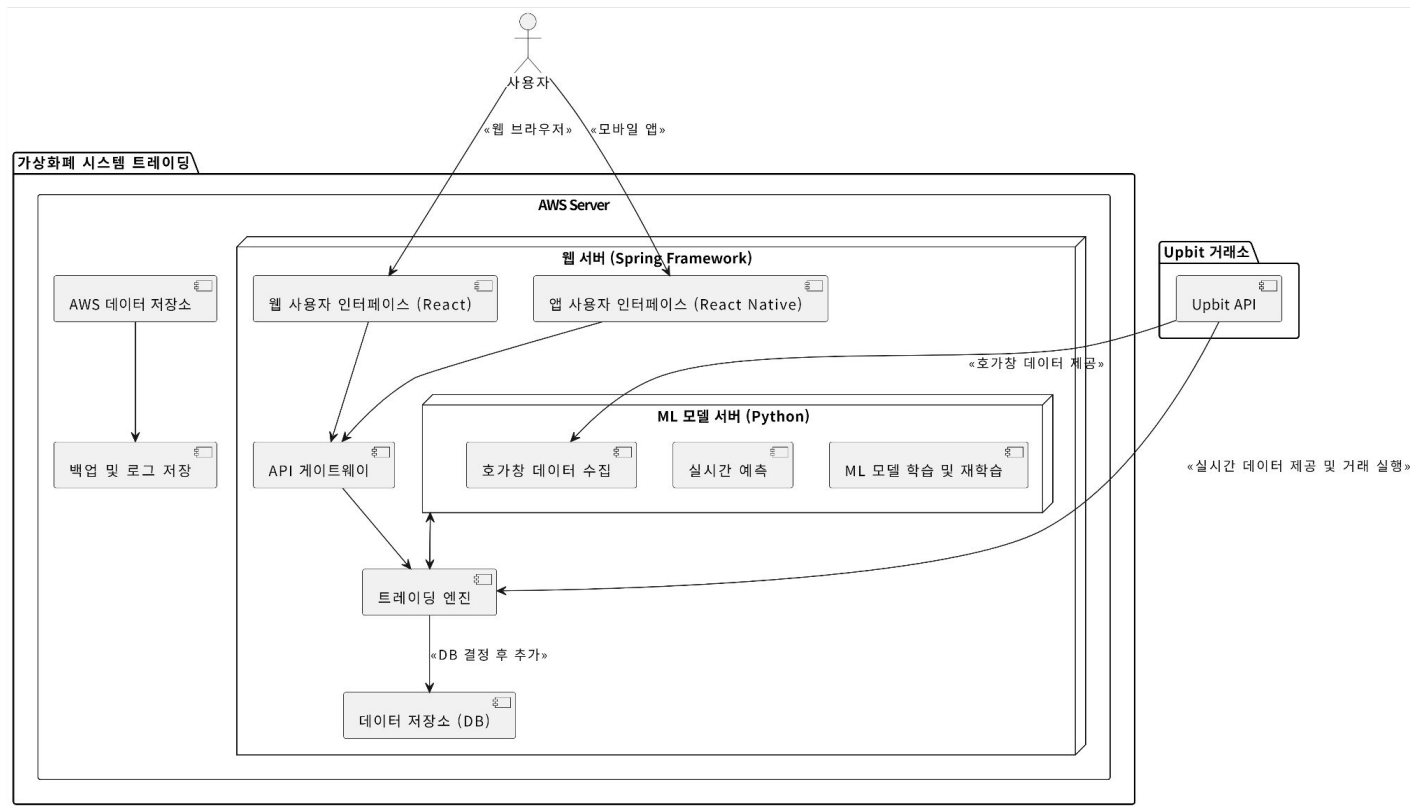 사용자
«웹 브라우저»
«모바일 앱»
가상화폐 시스템 트레이딩
AWS Server
웹 서버 (Spring Framework)
Upbit 거래소
AWS 데이터 저장소
웹 사용자 인터페이스 (React)
앱 사용자 인터페이스 (React Native)
Upbit API
«호가창 데이터 제공»
ML 모델 서버 (Python)
백업 및 로그 저장
API 게이트웨이
호가창 데이터 수집
실시간 예측
ML 모델 학습 및 재학습
«실시간 데이터 제공 및 거래 실행»
트레이딩 엔진
«DB 결정 후 추가»
데이터 저장소 (DB)